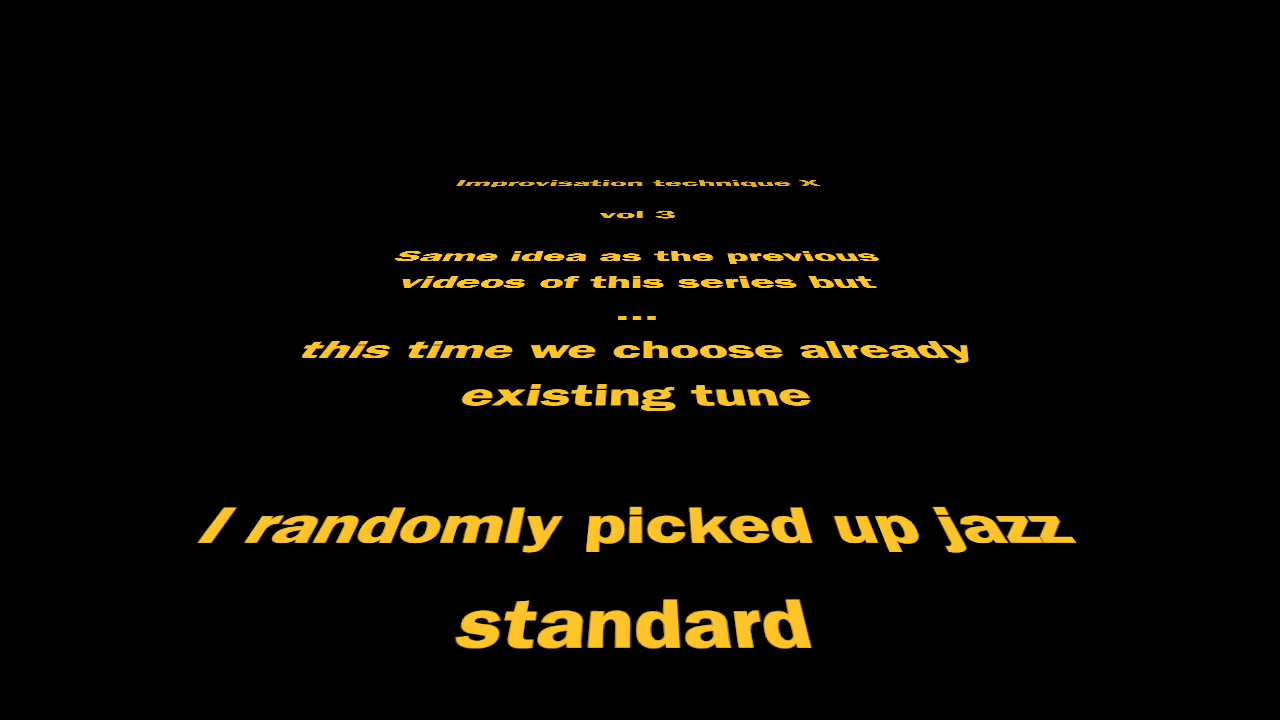 Improvisation technique X
vol 3
Same idea as the previous
videos of this series but
...
this time we choose already
existing tune
I randomly picked up jazz
standard